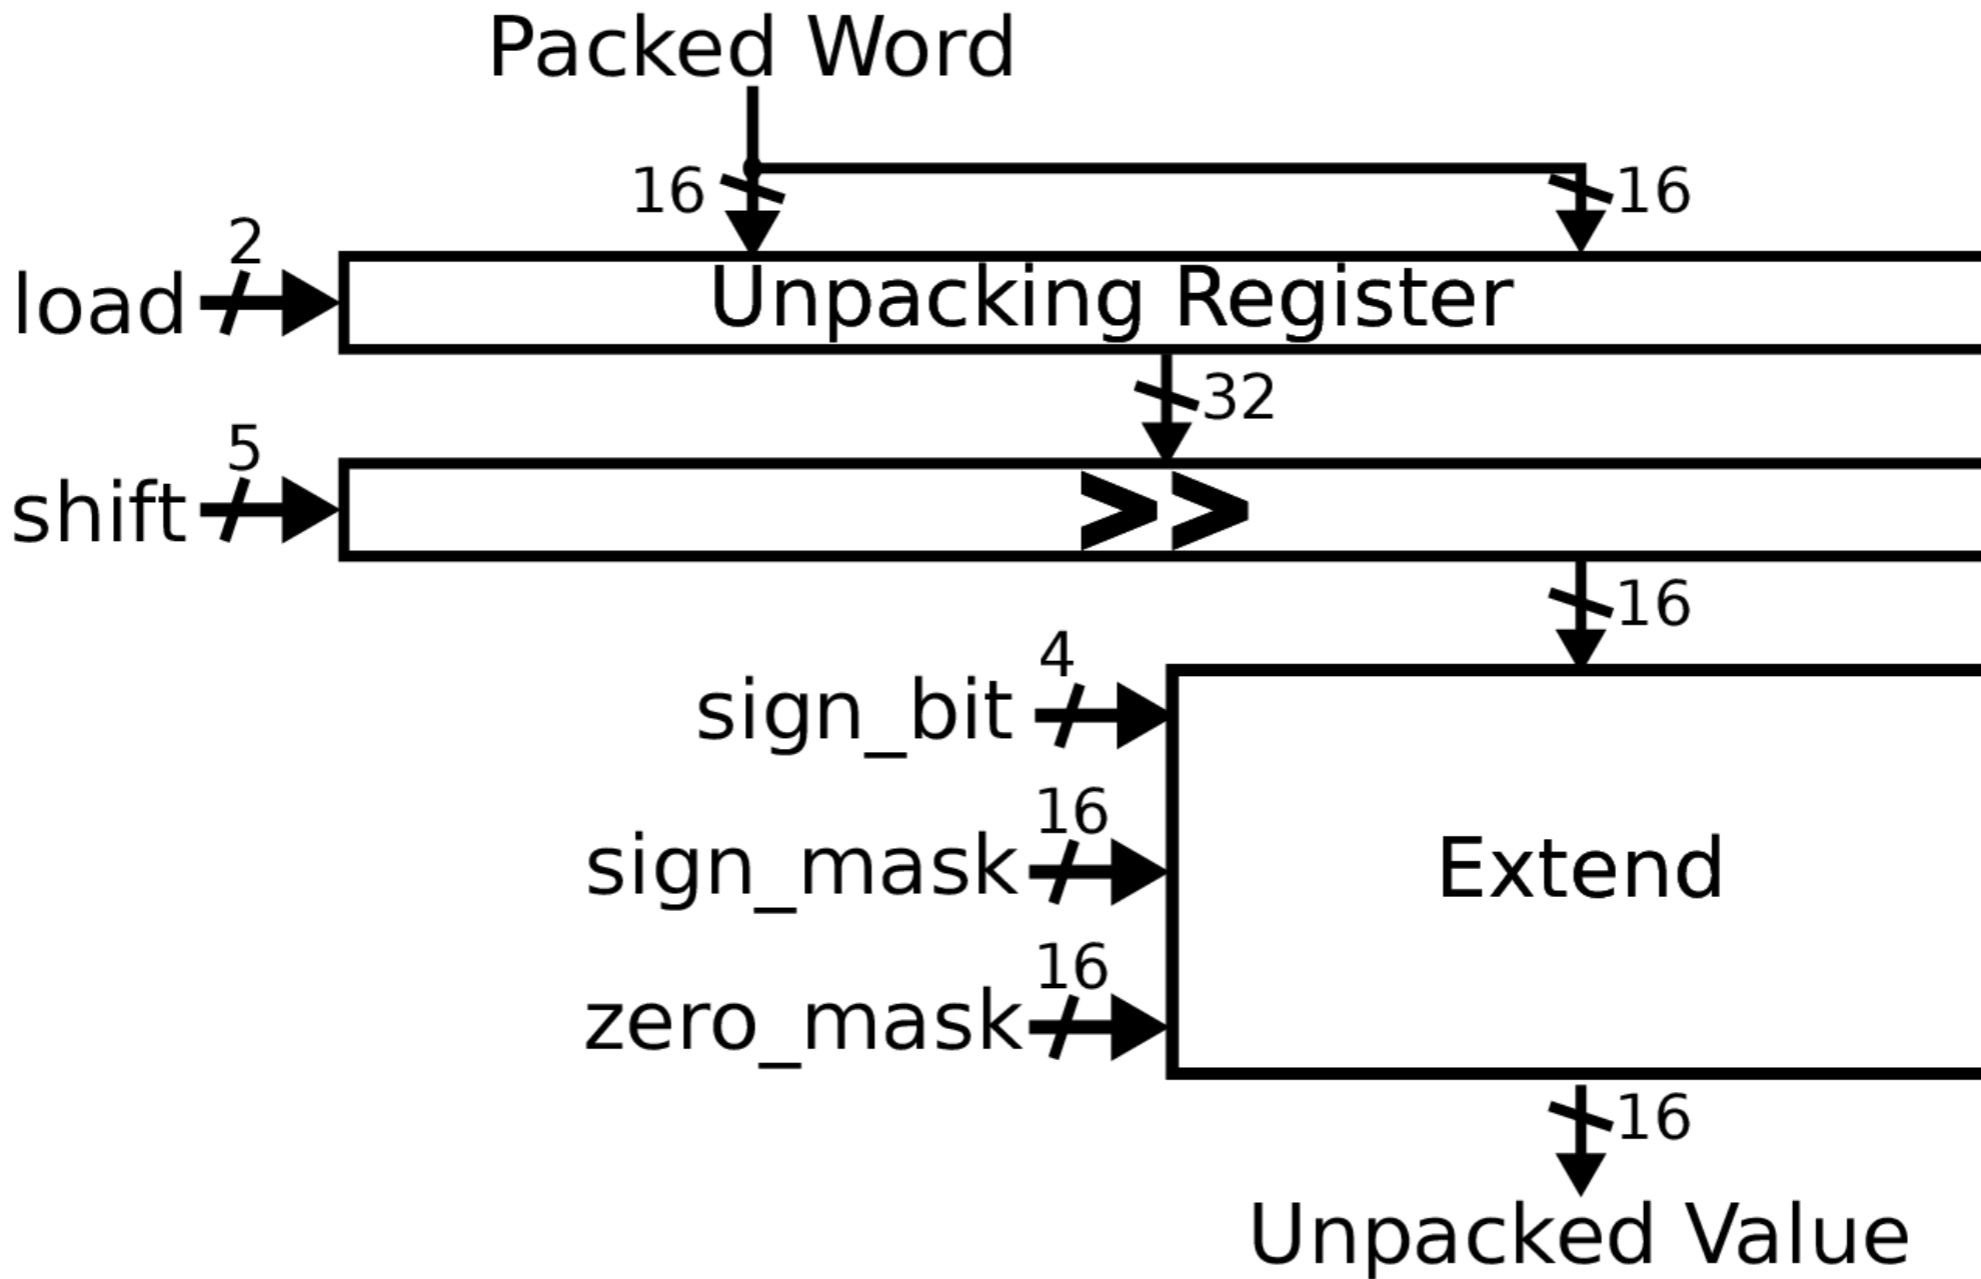 Packed Word
16
16
2
load
Unpacking Register
32
5
shift
>>
16
4
sign_bit
16
sign_mask
Extend
16
zero_mask
16
Unpacked Value